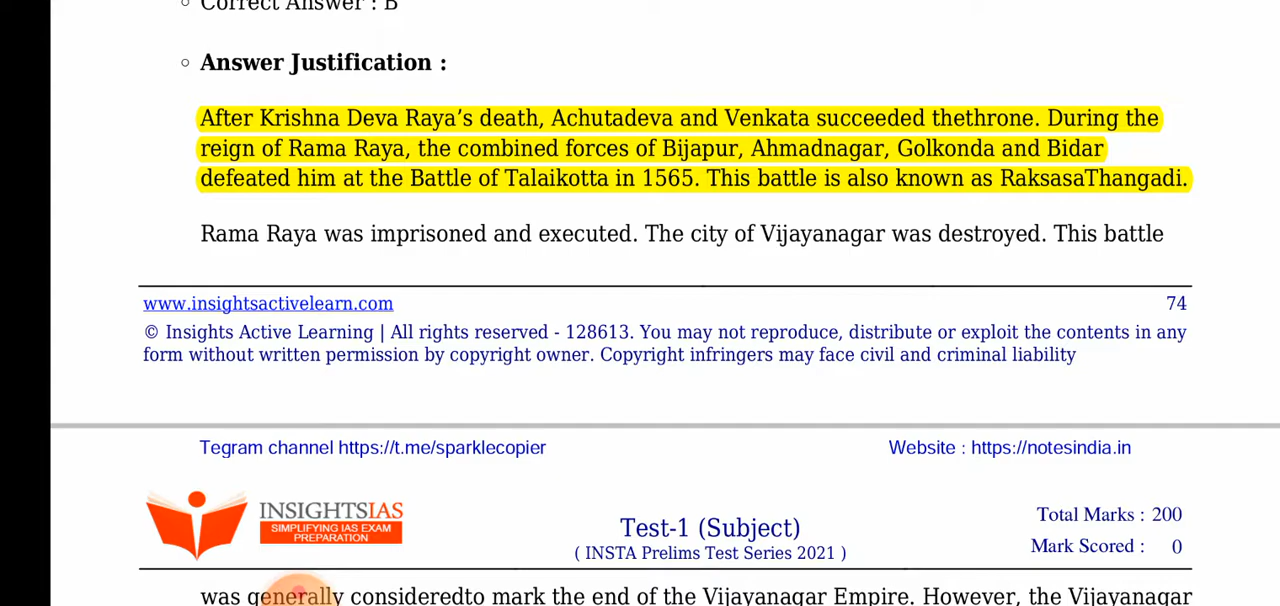 Correct Answer : B
Answer Justification :
After Krishna Deva Raya's death, Achutadeva and Venkata succeeded thethrone. During the
reign of Rama Raya, the combined forces of Bijapur, Ahmadnagar, Golkonda and Bidar
defeated him at the Battle of Talaikotta in 1565. This battle is also known as RaksasaThangadi.
Rama Raya was imprisoned and executed. The city of Vijayanagar was destroyed. This battle
www.insightsactivelearn.com 74
© Insights Active Learning | All rights reserved - 128613. You may not reproduce, distribute or exploit the contents in any
form without written permission by copyright owner. Copyright infringers may face civil and criminal liability
Tegram channel https://t.me/sparklecopier Website : https://notesindia.in
INSIGHTSIAS
SIMPLIFYING IAS EXAM
PREPARATION
Test-1 (Subject)
( INSTA Prelims Test Series 2021 )
Total Marks : 200
Mark Scored : 0
was generally consideredto mark the end of the Vijayanagar Empire. However, the Vijayanagar